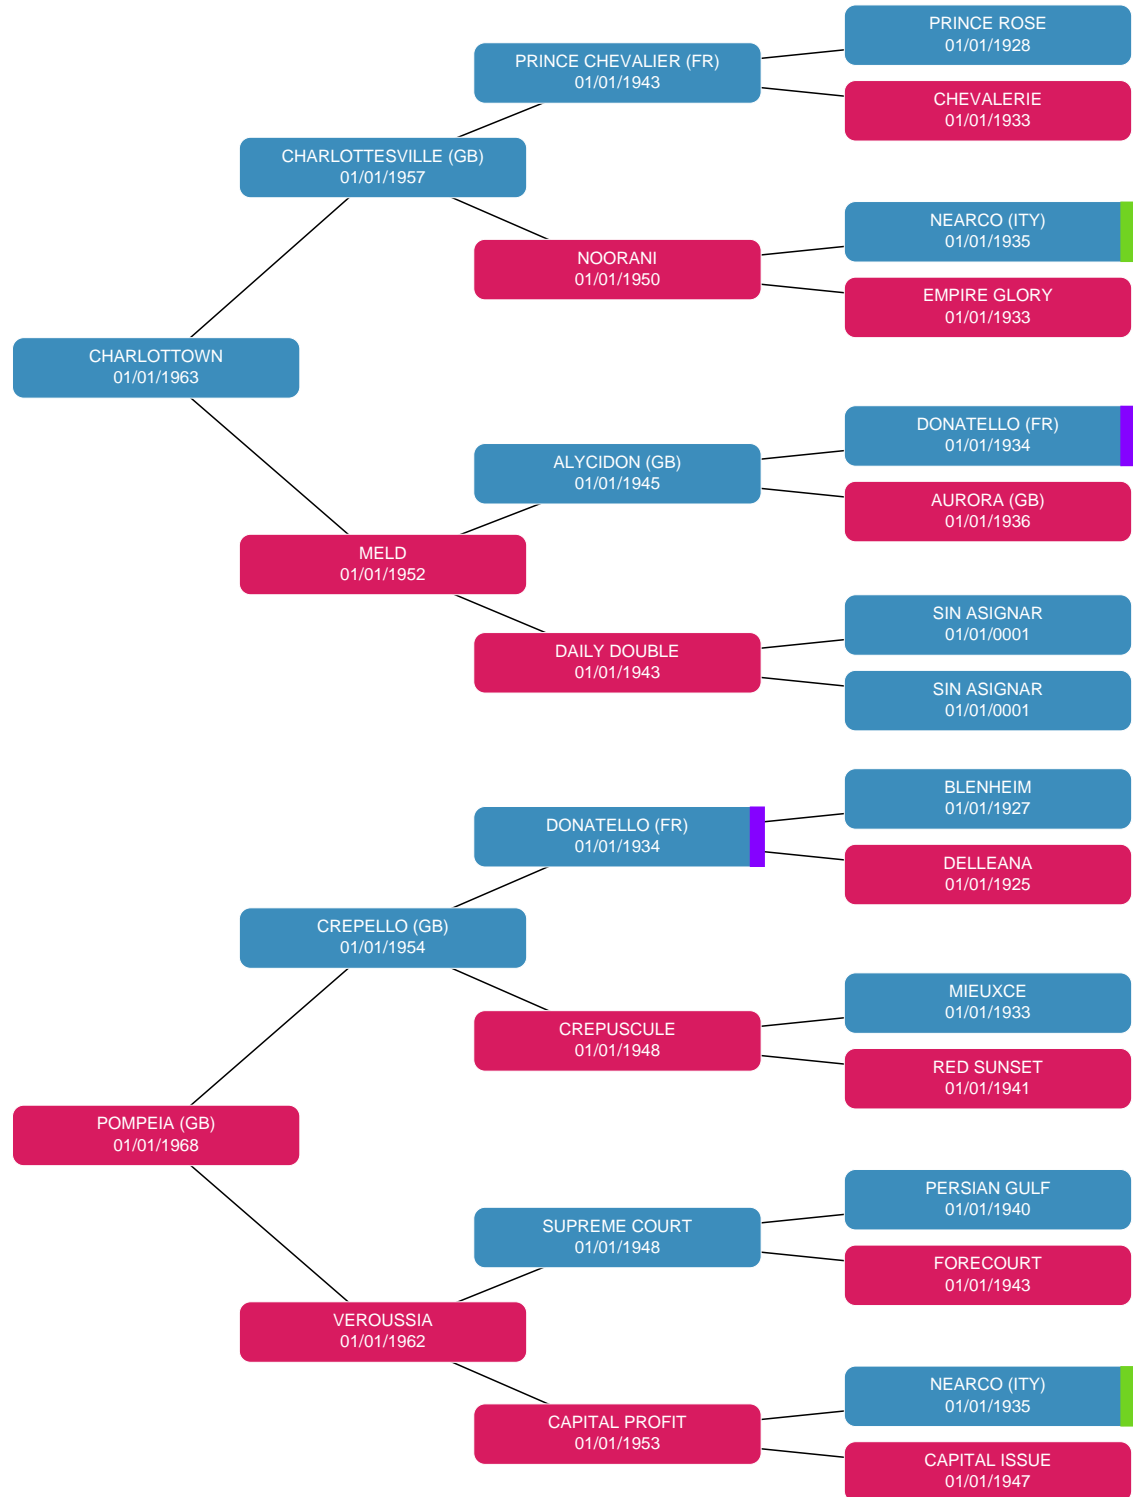 PRINCE ROSE
01/01/1928
PRINCE CHEVALIER (FR)
01/01/1943
CHEVALERIE
01/01/1933
CHARLOTTESVILLE (GB)
01/01/1957
NEARCO (ITY)
01/01/1935
NOORANI
01/01/1950
EMPIRE GLORY
01/01/1933
CHARLOTTOWN
01/01/1963
DONATELLO (FR)
01/01/1934
ALYCIDON (GB)
01/01/1945
AURORA (GB)
01/01/1936
MELD
01/01/1952
SIN ASIGNAR
01/01/0001
DAILY DOUBLE
01/01/1943
SIN ASIGNAR
01/01/0001
BLENHEIM
01/01/1927
DONATELLO (FR)
01/01/1934
DELLEANA
01/01/1925
CREPELLO (GB)
01/01/1954
MIEUXCE
01/01/1933
CREPUSCULE
01/01/1948
RED SUNSET
01/01/1941
POMPEIA (GB)
01/01/1968
PERSIAN GULF
01/01/1940
SUPREME COURT
01/01/1948
FORECOURT
01/01/1943
VEROUSSIA
01/01/1962
NEARCO (ITY)
01/01/1935
CAPITAL PROFIT
01/01/1953
CAPITAL ISSUE
01/01/1947